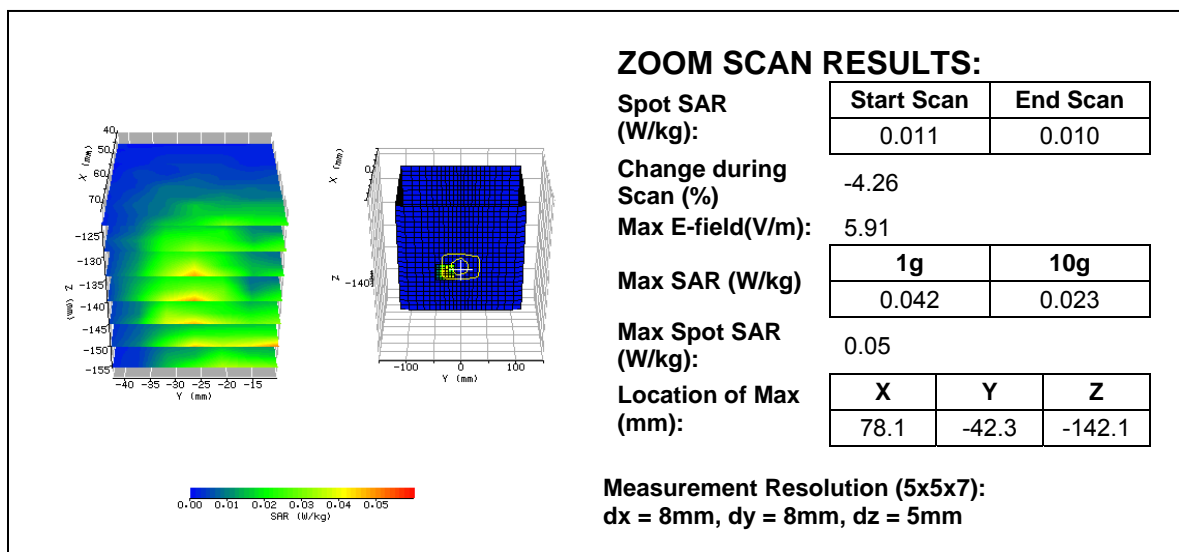 40
50
60
70
X (mm)
-125
-130
-135
-140
-145
-150
-155
Z (mm)
-40 -35 -30 -25 -20 -15
Y (mm)
X (mm)
0
Z
-140
-100 0 100
Y (mm)
0.00 0.01 0.02 0.03 0.04 0.05
SAR (W/kg)
ZOOM SCAN RESULTS:
Spot SAR
(W/kg):
Start Scan End Scan
0.011 0.010
Change during
Scan (%)
-4.26
Max E-field(V/m): 5.91
Max SAR (W/kg)
1g 10g
0.042 0.023
Max Spot SAR
(W/kg):
0.05
Location of Max
(mm):
X Y Z
78.1 -42.3 -142.1
Measurement Resolution (5x5x7):
dx = 8mm, dy = 8mm, dz = 5mm